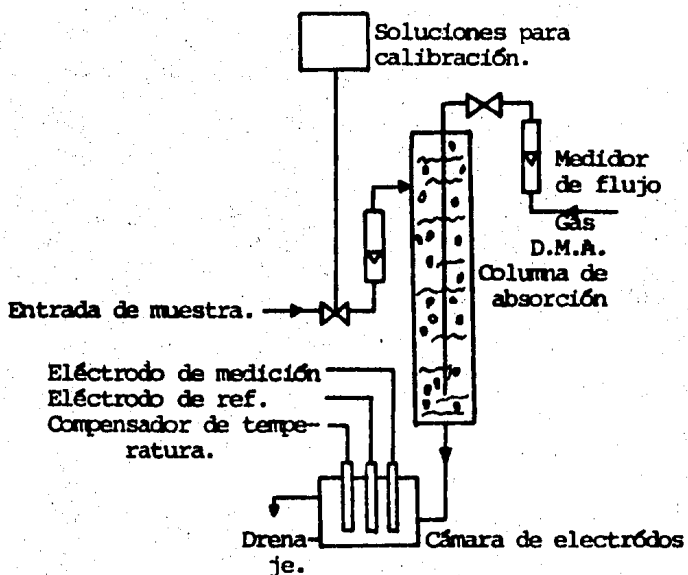 Soluciones para
calibración.
Medidor
de flujo
Gas
D.M.A.
Columna de
absorción
Entrada de muestra.
Eléctrodo de medición
Eléctrodo de ref.
Compensador de tempe-
ratura.
Drena-
je.
Cámara de electródos